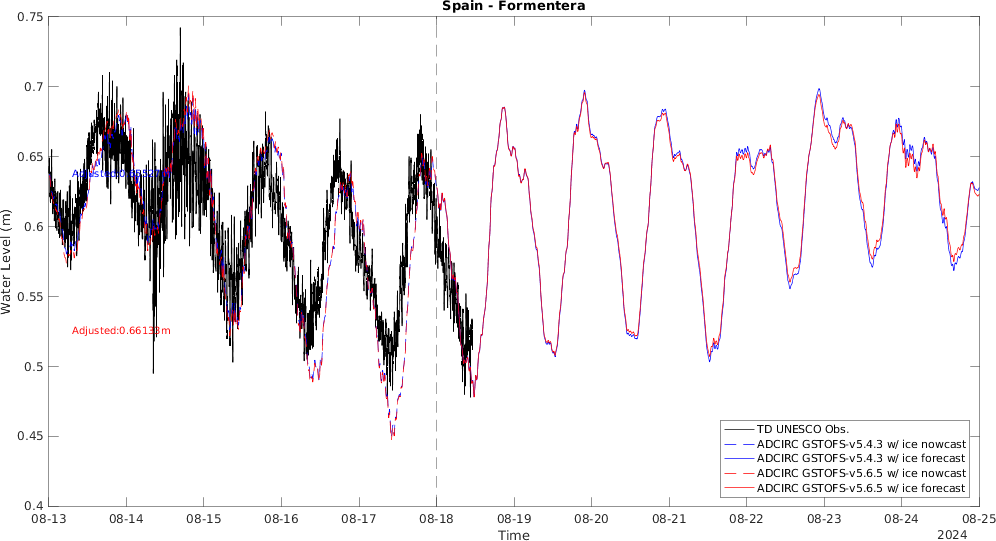 Spain - Formentera
0.75
0.7
0.65
0.6
0.55
0.5
0.45
0.4
Water Level (m)
Adjusted:0.66133m
08-13
08-14
08-15
08-16
08-17
08-18
08-19
08-20
08-21
08-22
08-23
08-24
08-25
Time
2024
TD UNESCO Obs.
ADCIRC GSTOFS-v5.4.3 w/ ice nowcast
ADCIRC GSTOFS-v5.4.3 w/ ice forecast
ADCIRC GSTOFS-v5.6.5 w/ ice nowcast
ADCIRC GSTOFS-v5.6.5 w/ ice forecast